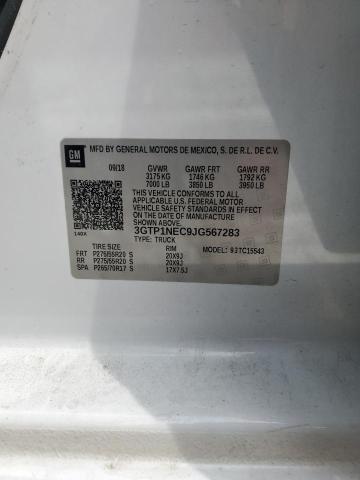 GM MFD BY GENERAL MOTORS DE MEXICO, S. DE R.L. DE C.V.
09/18 GVWR GAWR FRT GAWR RR
3175 KG 1746 KG 1792 KG
7000 LB 3850 LB 3950 LB
THIS VEHICLE CONFORMS TO ALL
APPLICABLE U.S. FEDERAL MOTOR
VEHICLE SAFETY STANDARDS IN
EFFECT ON THE DATE OF
MANUFACTURE SHOWN ABOVE.
3GTP1NEC9JG567283
140X TYPE: TRUCK
TIRE SIZE RIM MODEL: 9JTC15543
FRT P275/55R20 S 20X9J
RR P275/55R20 S 20X9J
SPA P265/70R17 S 17X7.5J